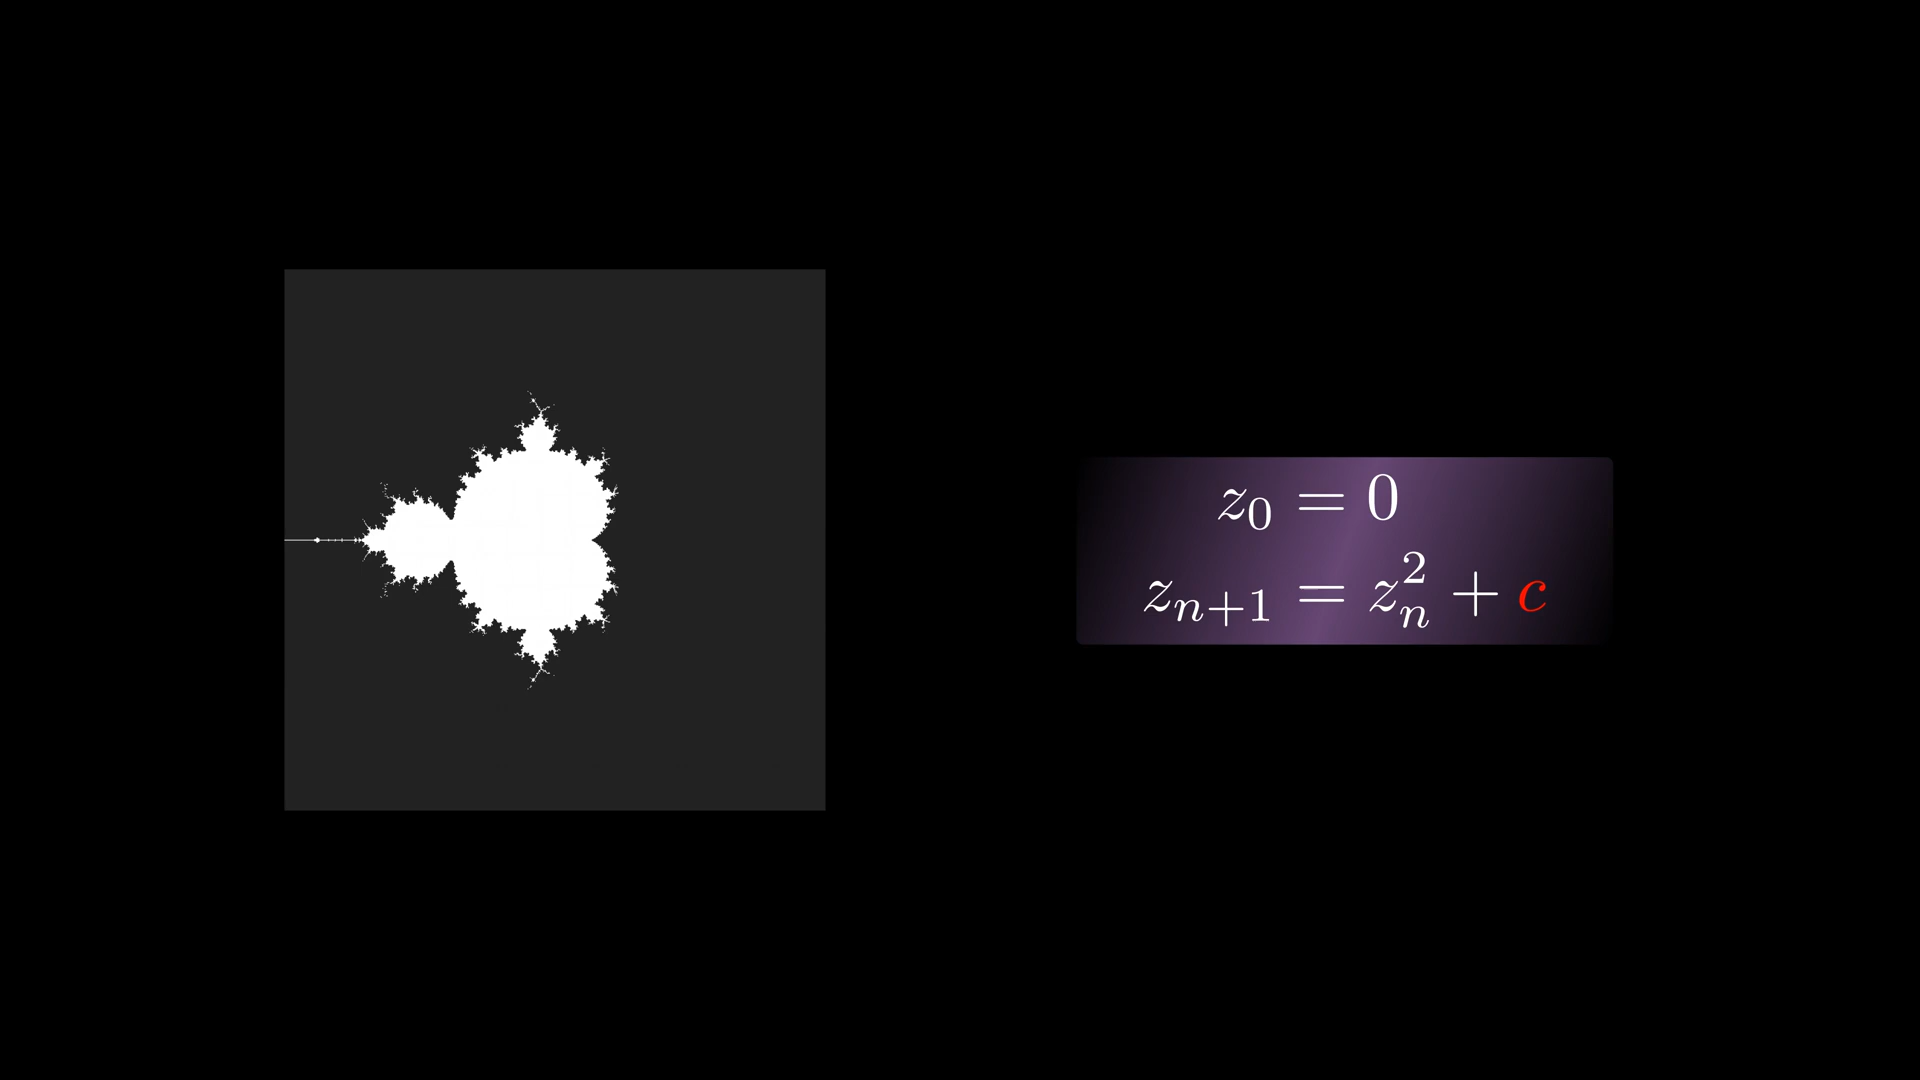 z₀ = 0
zₙ₊₁ = zₙ² + c